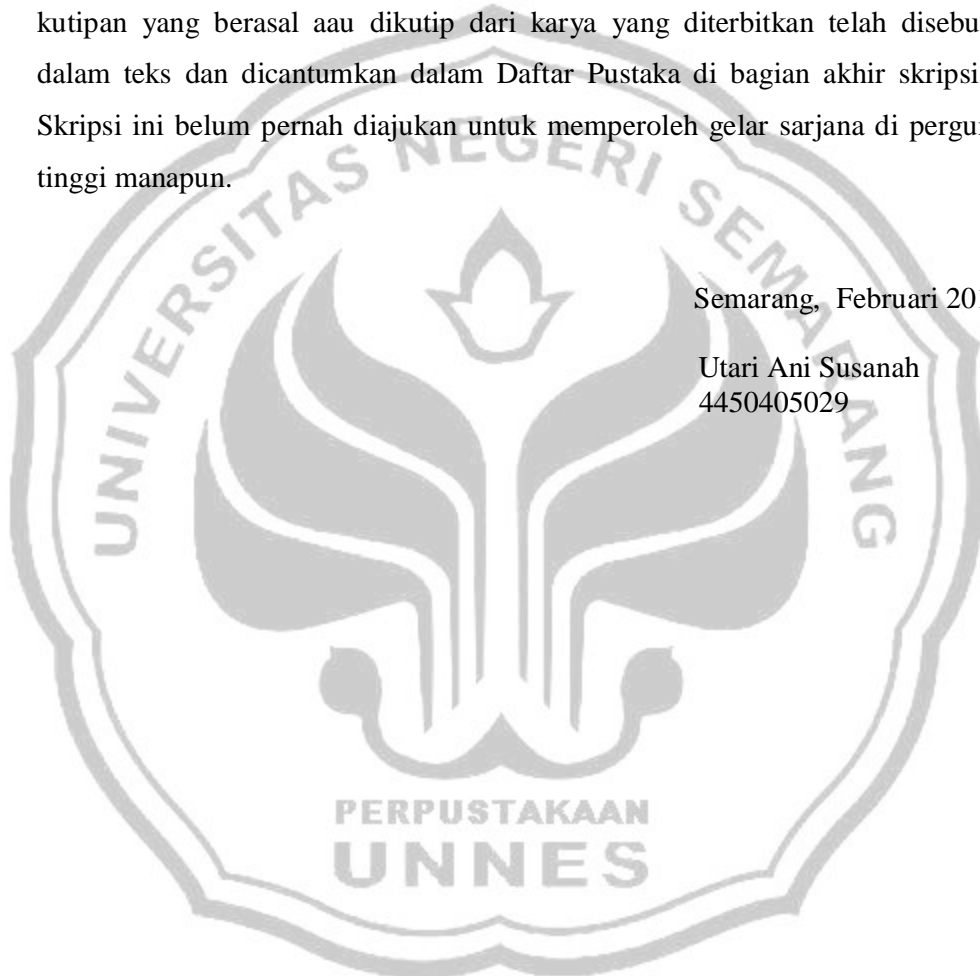 kutipan yang berasal aau dikutip dari karya yang diterbitkan telah disebu
dalam teks dan dicantumkan dalam Daftar Pustaka di bagian akhir skripsi
Skripsi ini belum pernah diajukan untuk memperoleh gelar sarjana di pergu
tinggi manapun.
Semarang, Februari 201
Utari Ani Susanah
4450405029
UNIVERSITAS NEGERI SEMARANG
PERPUSTAKAAN
UNNES